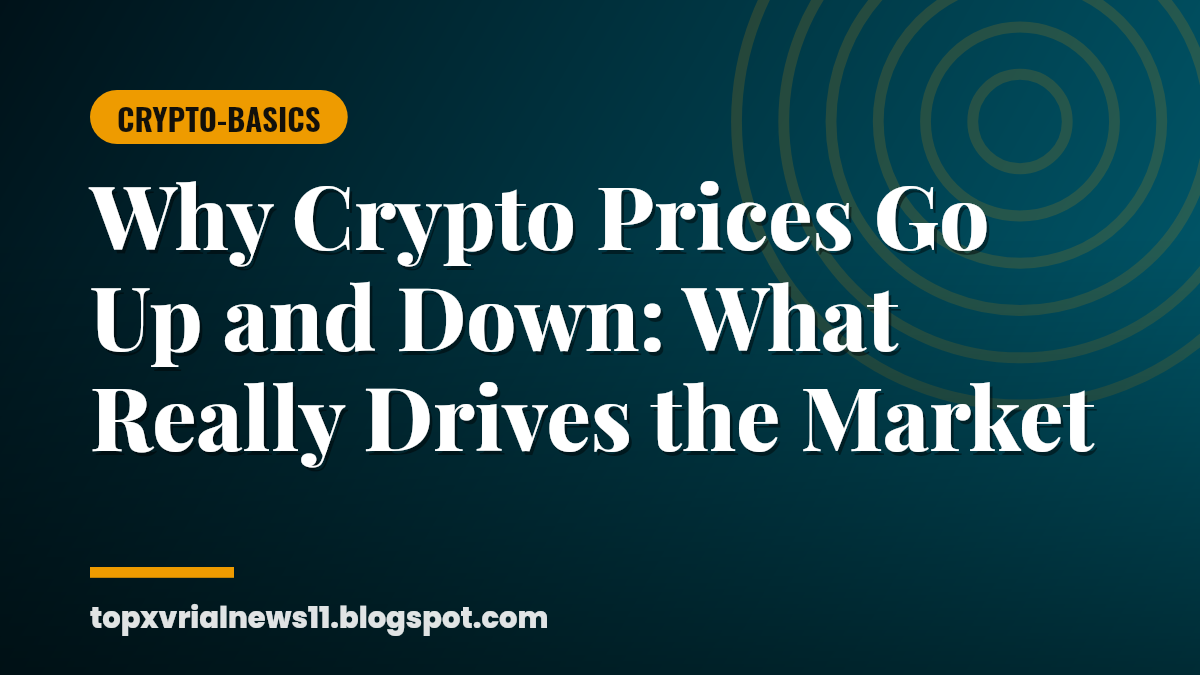 CRYPTO-BASICS
Why Crypto Prices Go
Up and Down: What
Really Drives the Market
topxvrialnews11.blogspot.com